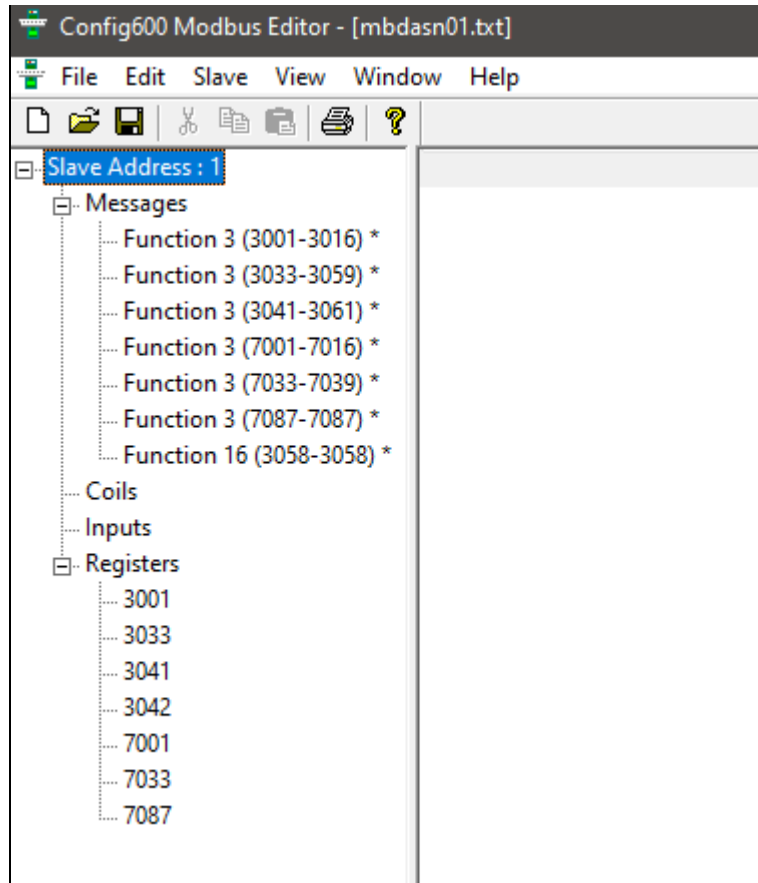 Config600 Modbus Editor - [mbdasn01.txt]
File Edit Slave View Window Help
Slave Address : 1
Messages
Function 3 (3001-3016) *
Function 3 (3033-3059) *
Function 3 (3041-3061) *
Function 3 (7001-7016) *
Function 3 (7033-7039) *
Function 3 (7087-7087) *
Function 16 (3058-3058) *
Coils
Inputs
Registers
3001
3033
3041
3042
7001
7033
7087